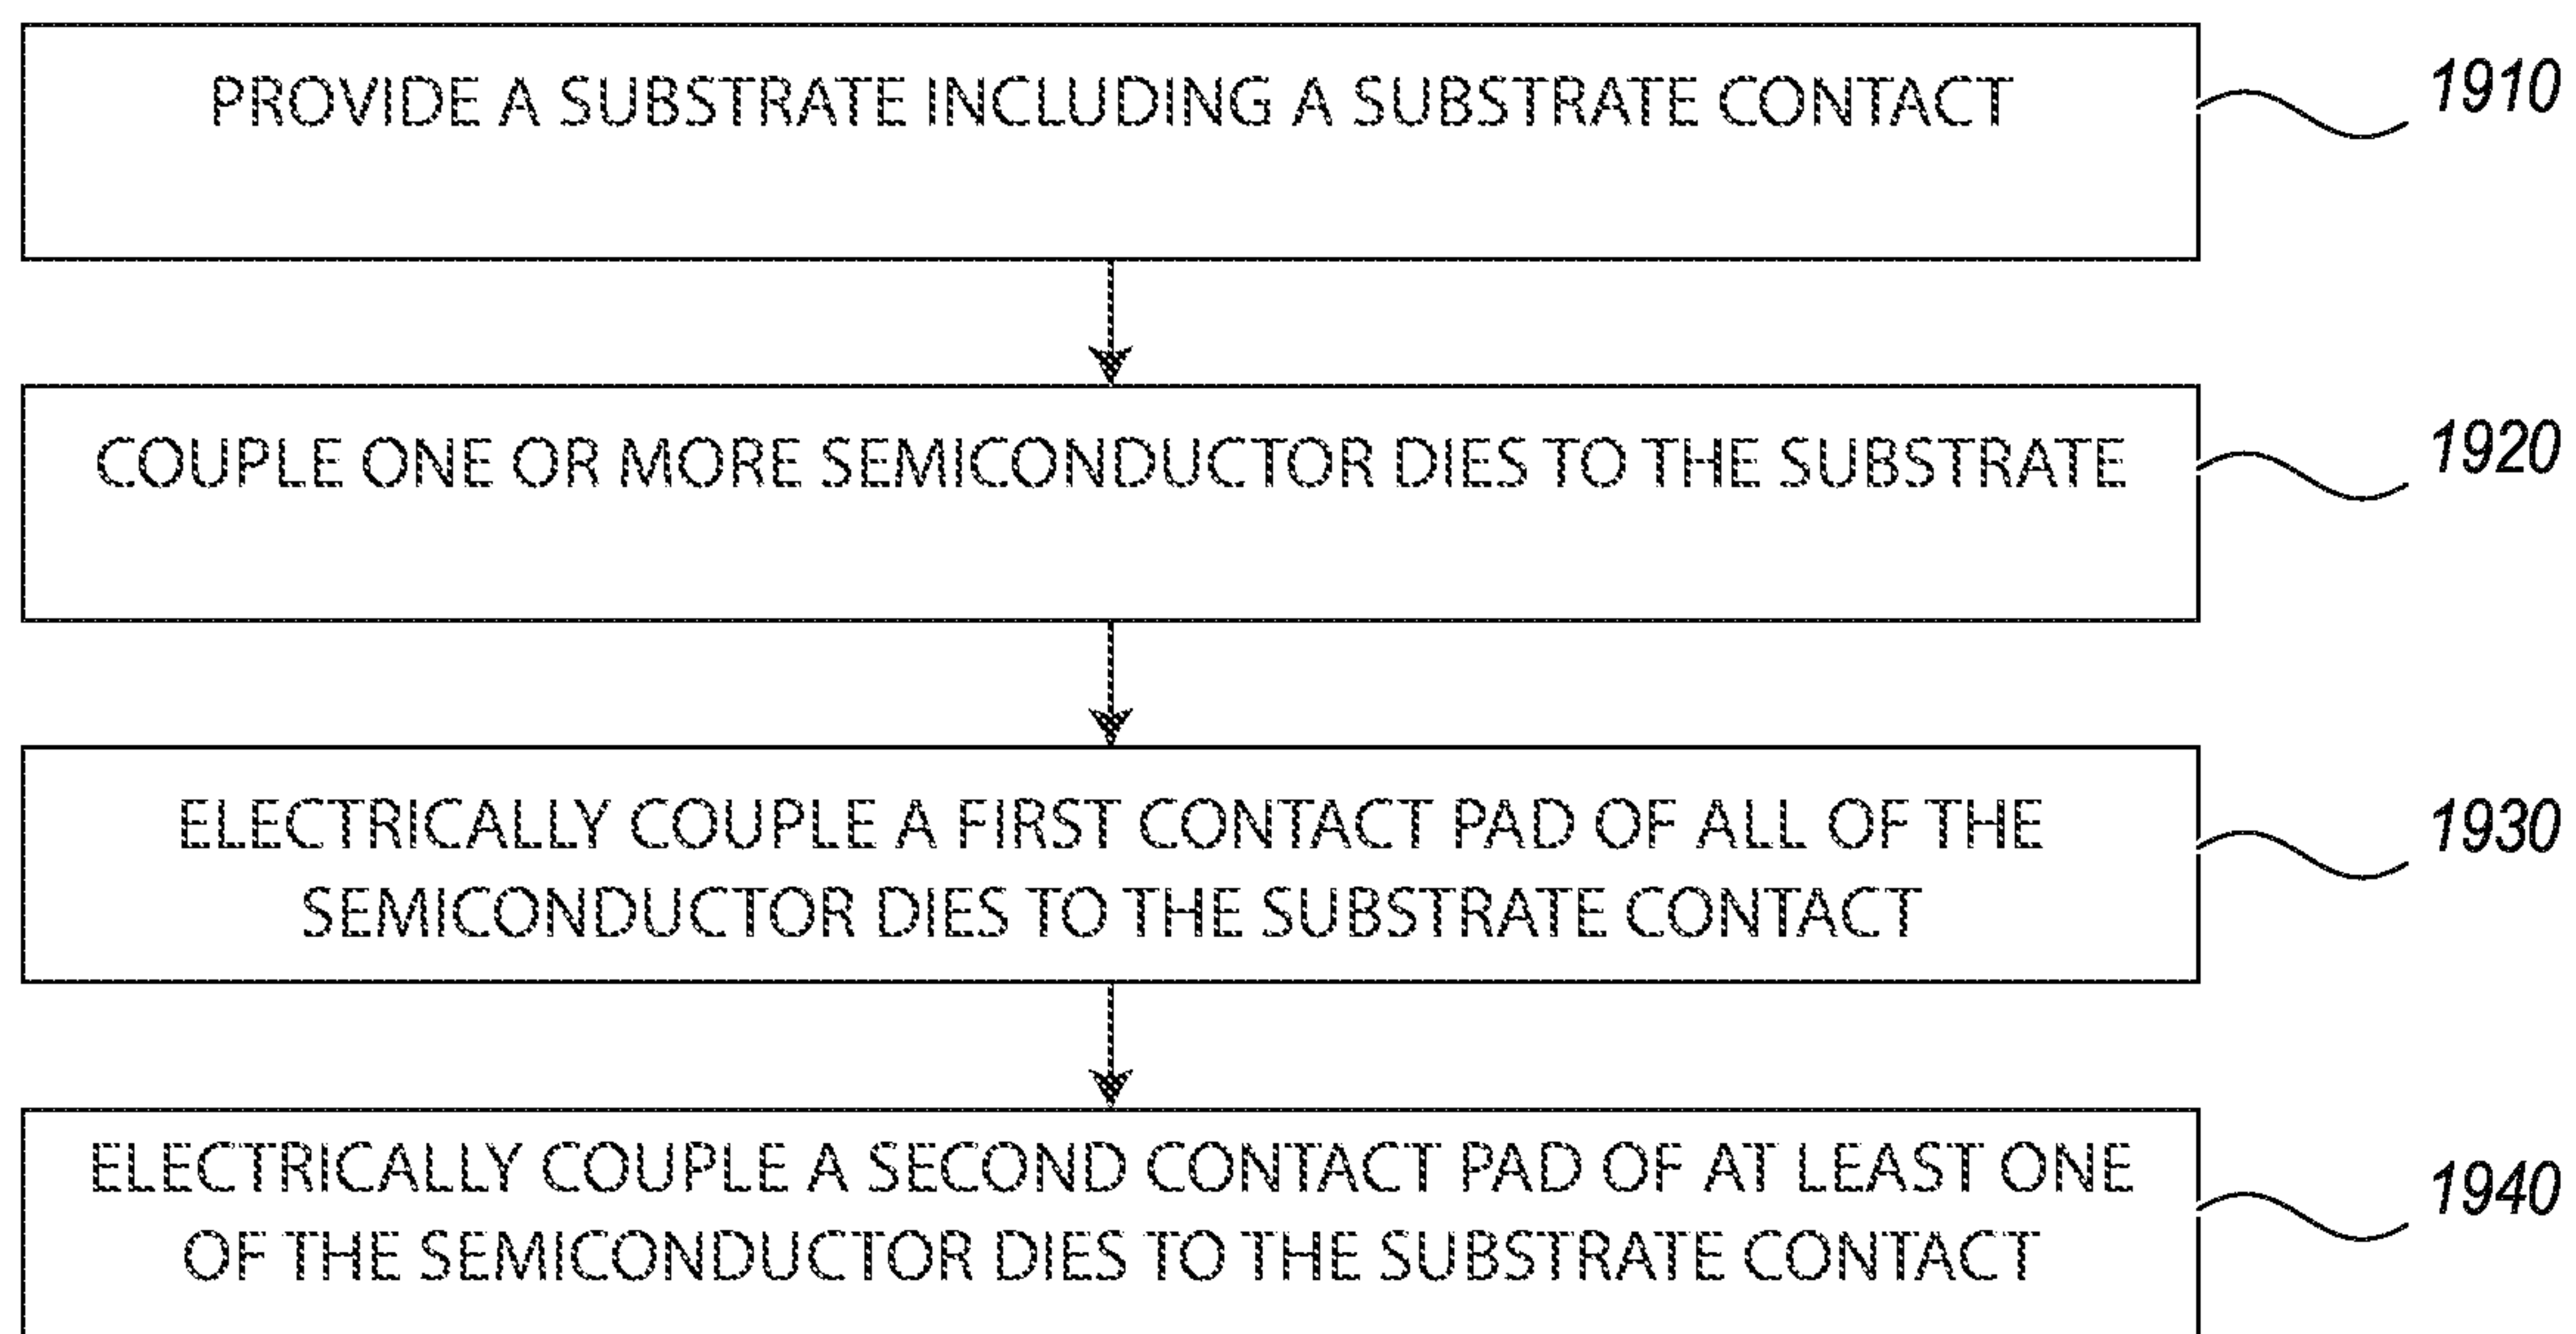 PROVIDE A SUBSTRATE INCLUDING A SUBSTRATE CONTACT
1910
COUPLE ONE OR MORE SEMICONDUCTOR DIES TO THE SUBSTRATE
1920
ELECTRICALLY COUPLE A FIRST CONTACT PAD OF ALL OF THE
SEMICONDUCTOR DIES TO THE SUBSTRATE CONTACT
1930
ELECTRICALLY COUPLE A SECOND CONTACT PAD OF AT LEAST ONE
OF THE SEMICONDUCTOR DIES TO THE SUBSTRATE CONTACT
1940